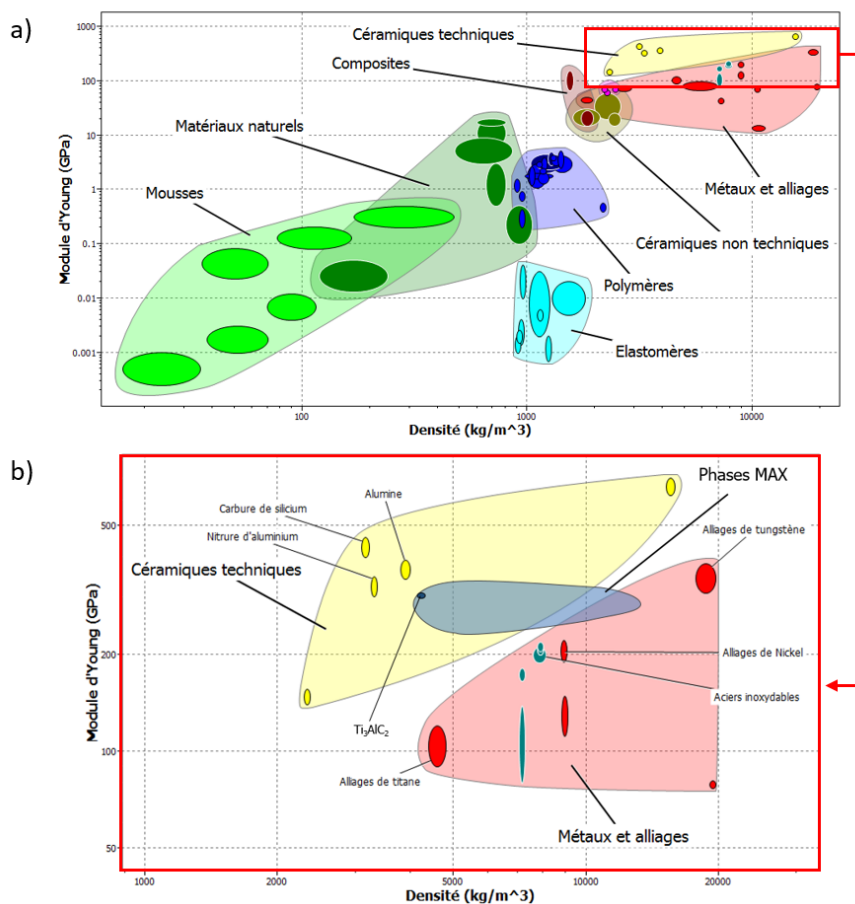 a)
1000
100
10
1
0.1
0.01
0.001
Module d'Young (GPa)
Céramiques techniques
Composites
Matériaux naturels
Mousses
Métaux et alliages
Céramiques non techniques
Polymères
Elastomères
100
1000
10000
Densité (kg/m^3)
b)
500
200
100
50
Module d'Young (GPa)
Phases MAX
Alumine
Carbure de silicium
Nitrure d'aluminium
Alliages de tungstène
Céramiques techniques
Alliages de Nickel
Aciers inoxydables
Ti₃AlC₂
Alliages de titane
Métaux et alliages
1000
5000
10000
20000
Densité (kg/m^3)